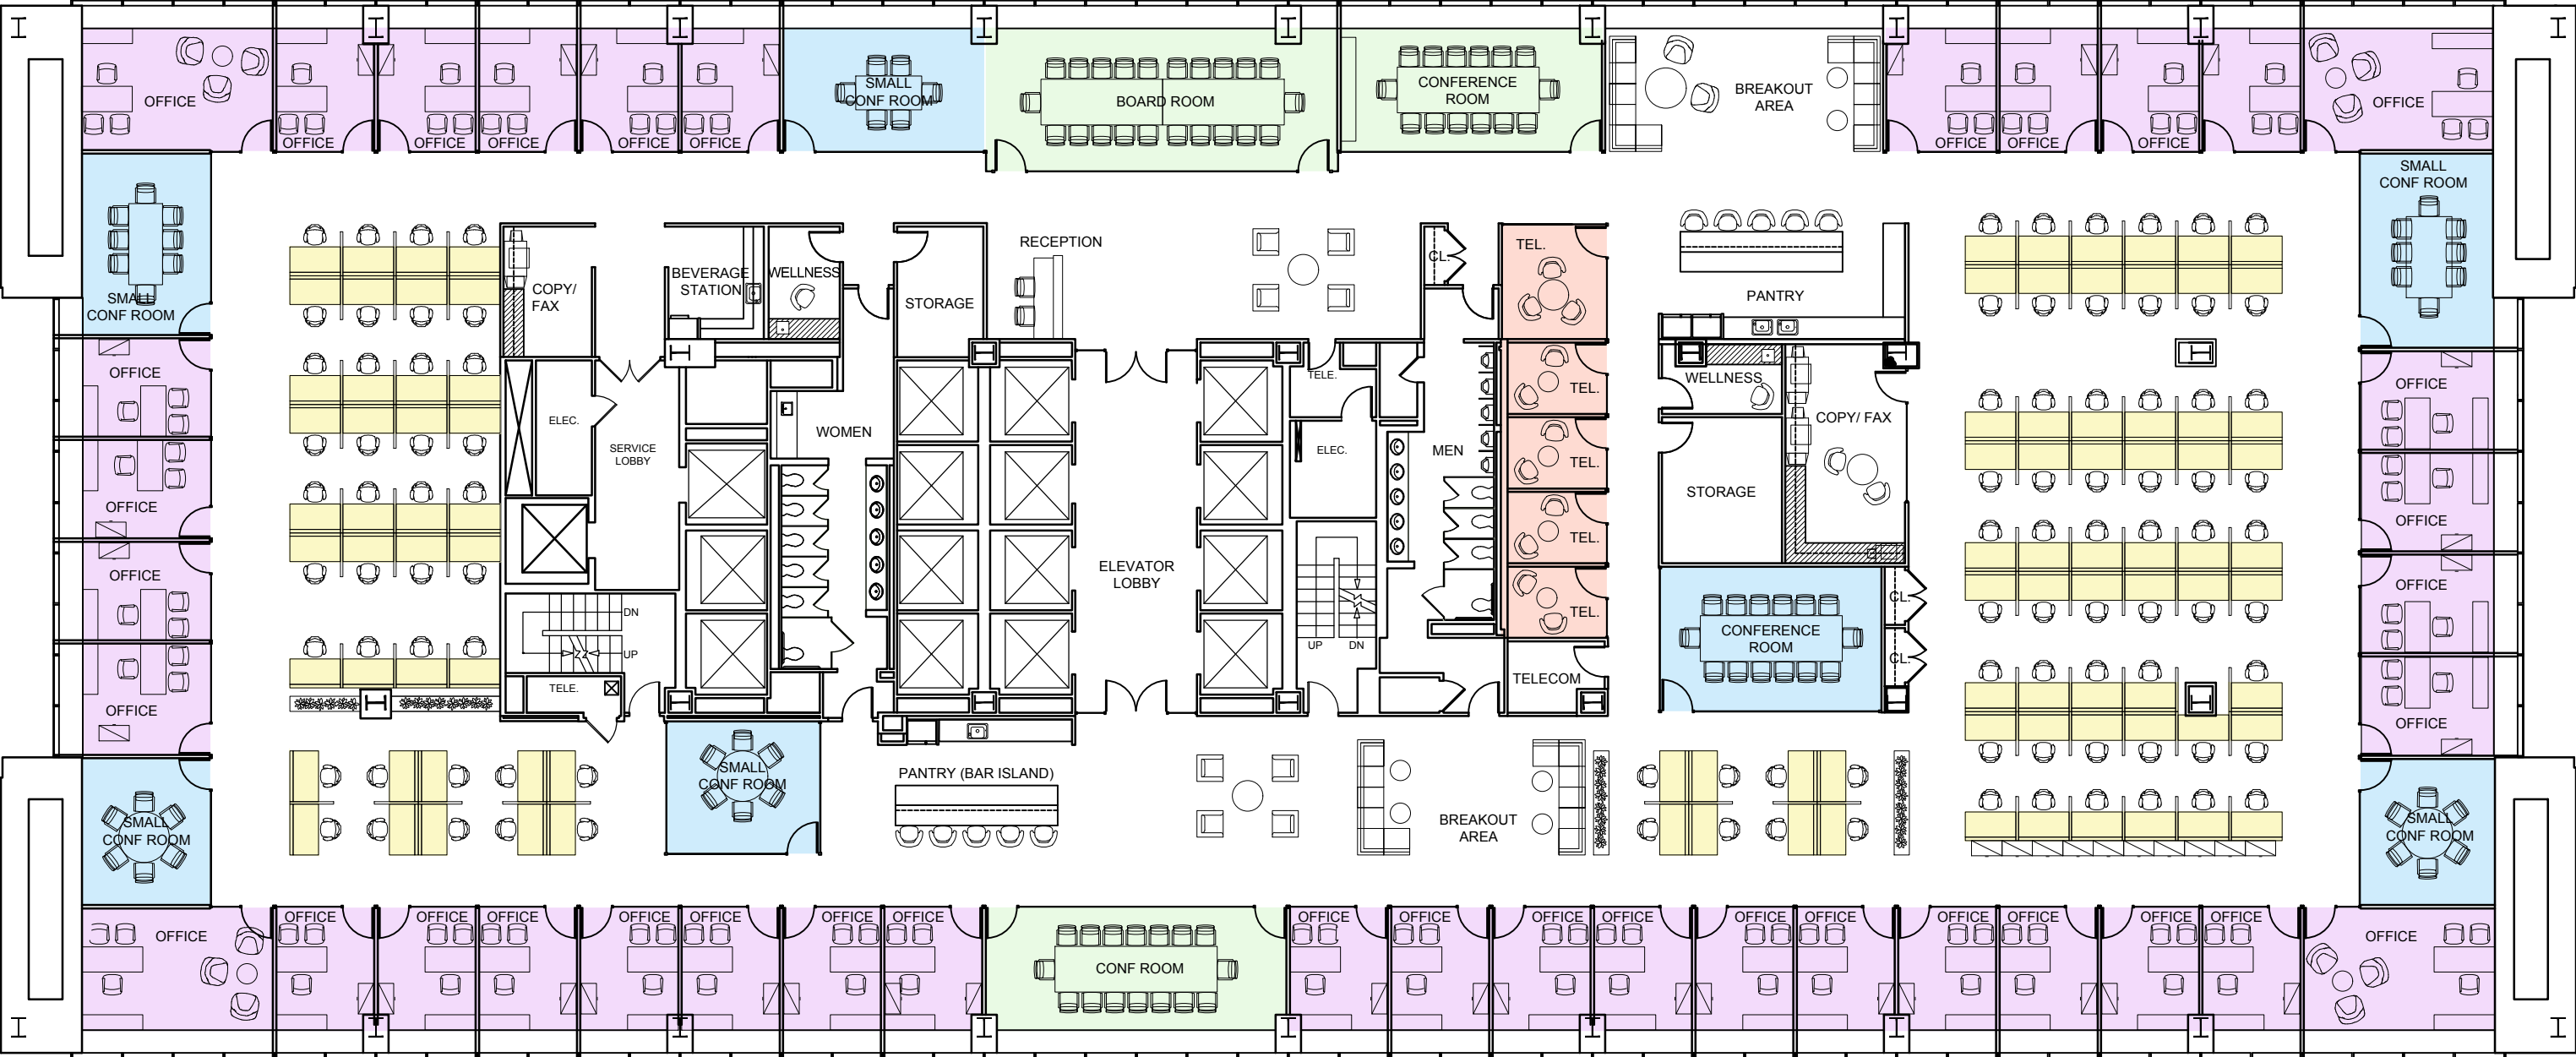 OFFICE
OFFICE
OFFICE
OFFICE
OFFICE
OFFICE
SMALL
CONF ROOM
BOARD ROOM
CONFERENCE
ROOM
BREAKOUT
AREA
OFFICE
OFFICE
OFFICE
OFFICE
SMALL
CONF ROOM
SMALL
CONF ROOM
COPY/
FAX
BEVERAGE
STATION
WELLNESS
STORAGE
RECEPTION
CL.
TEL.
PANTRY
OFFICE
OFFICE
OFFICE
OFFICE
ELEC.
SERVICE
LOBBY
WOMEN
ELEVATOR
LOBBY
TELE.
ELEC.
MEN
TEL.
TEL.
TEL.
TEL.
WELLNESS
COPY/ FAX
STORAGE
CONFERENCE
ROOM
CL.
CL.
OFFICE
OFFICE
OFFICE
OFFICE
DN
UP
TELE.
UP
DN
TELECOM
SMALL
CONF ROOM
SMALL
CONF ROOM
PANTRY (BAR ISLAND)
BREAKOUT
AREA
SMALL
CONF ROOM
OFFICE
OFFICE
OFFICE
OFFICE
OFFICE
OFFICE
OFFICE
OFFICE
CONF ROOM
OFFICE
OFFICE
OFFICE
OFFICE
OFFICE
OFFICE
OFFICE
OFFICE
OFFICE
OFFICE
OFFICE